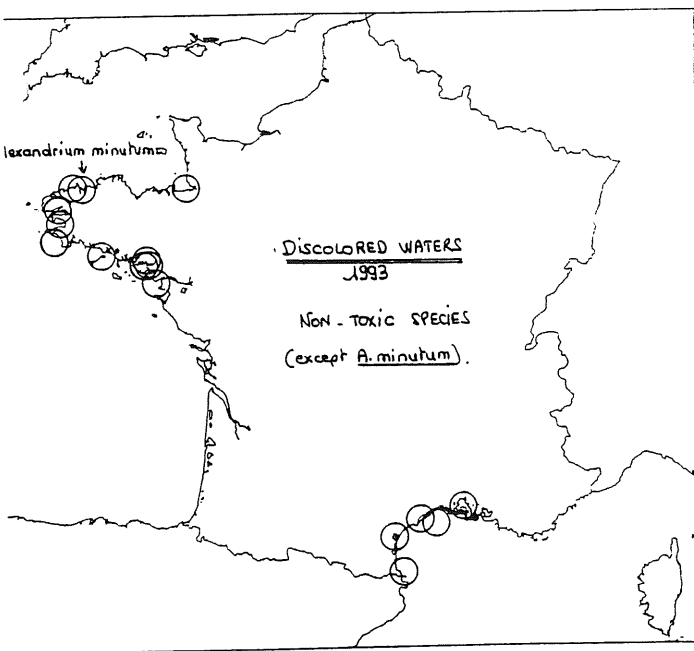 lexandrium minutum
DISCOLORED WATERS
1993
NON-TOXIC SPECIES
(except A. minutum).